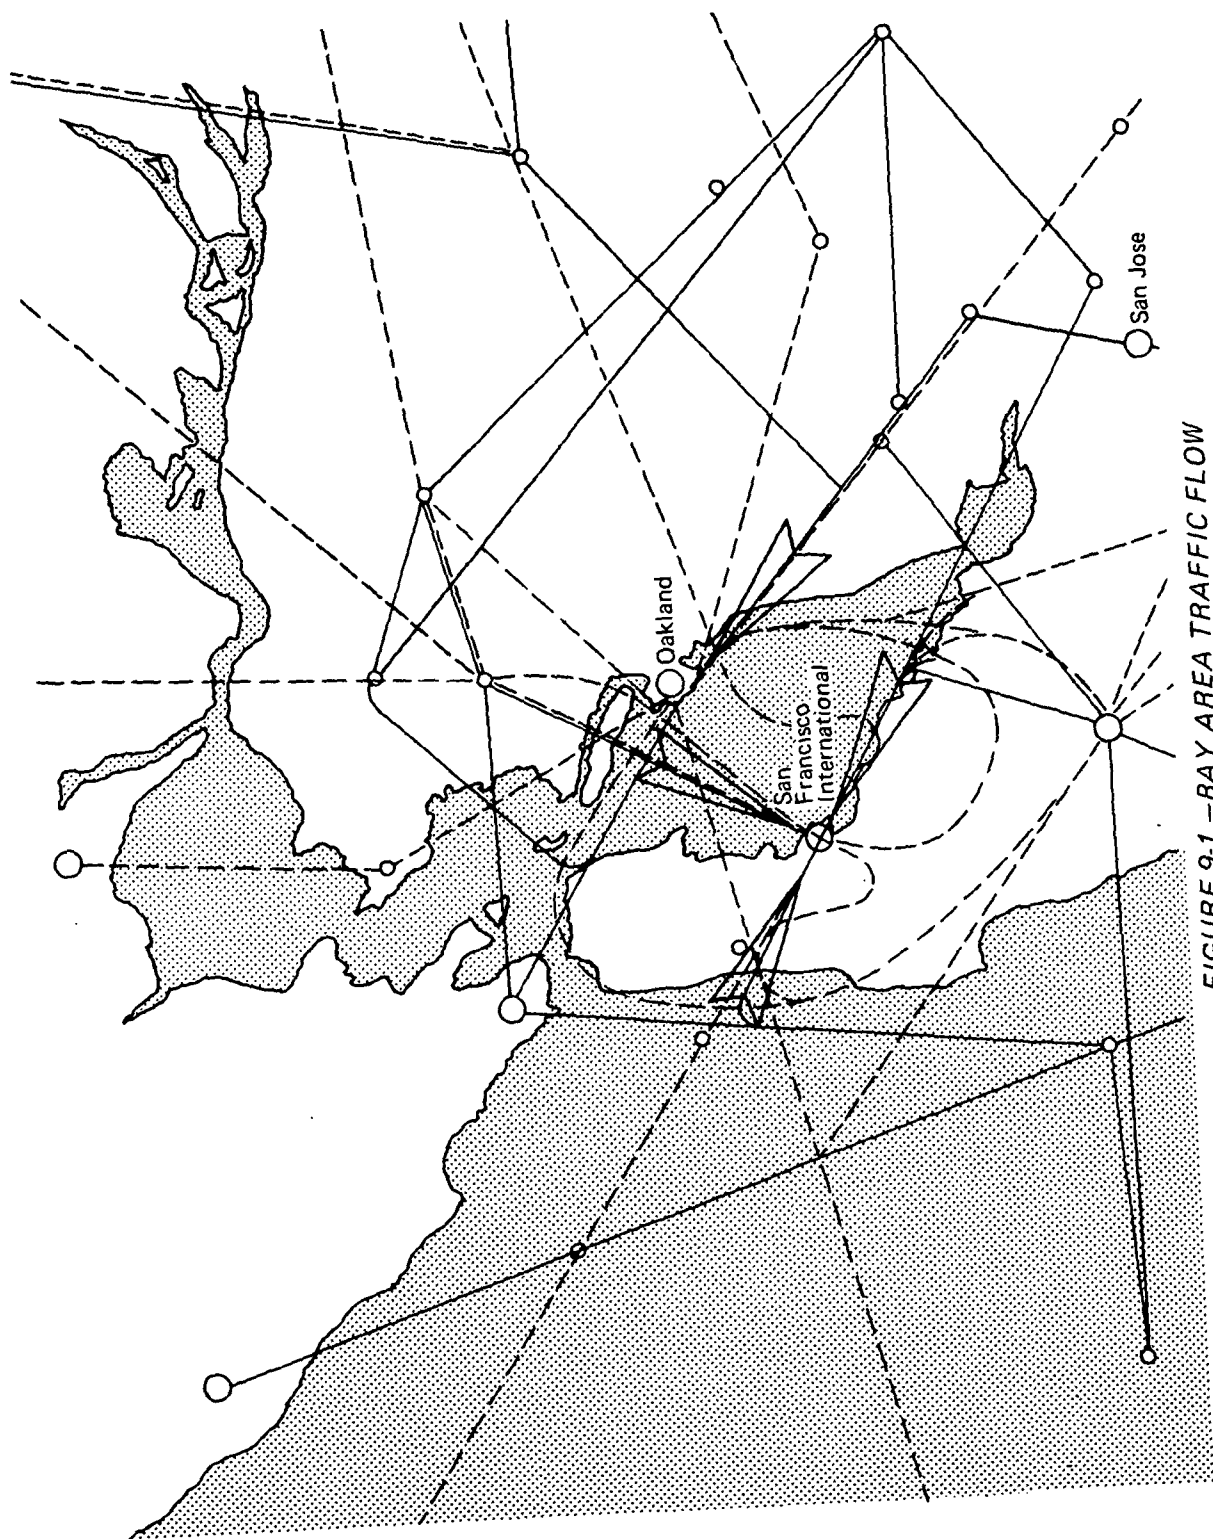 Oakland
San
Francisco
International
San Jose
FIGURE 9-1.—BAY AREA TRAFFIC FLOW